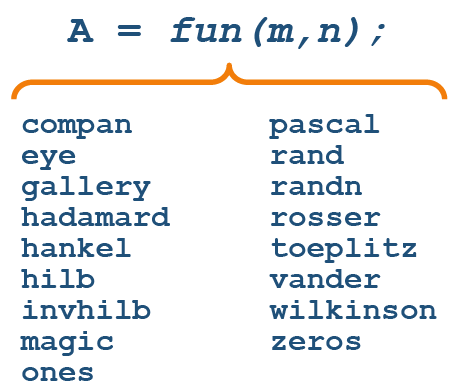 A = fun(m,n);
compan
eye
gallery
hadamard
hankel
hilb
invhilb
magic
ones
pascal
rand
randn
rosser
toeplitz
vander
wilkinson
zeros